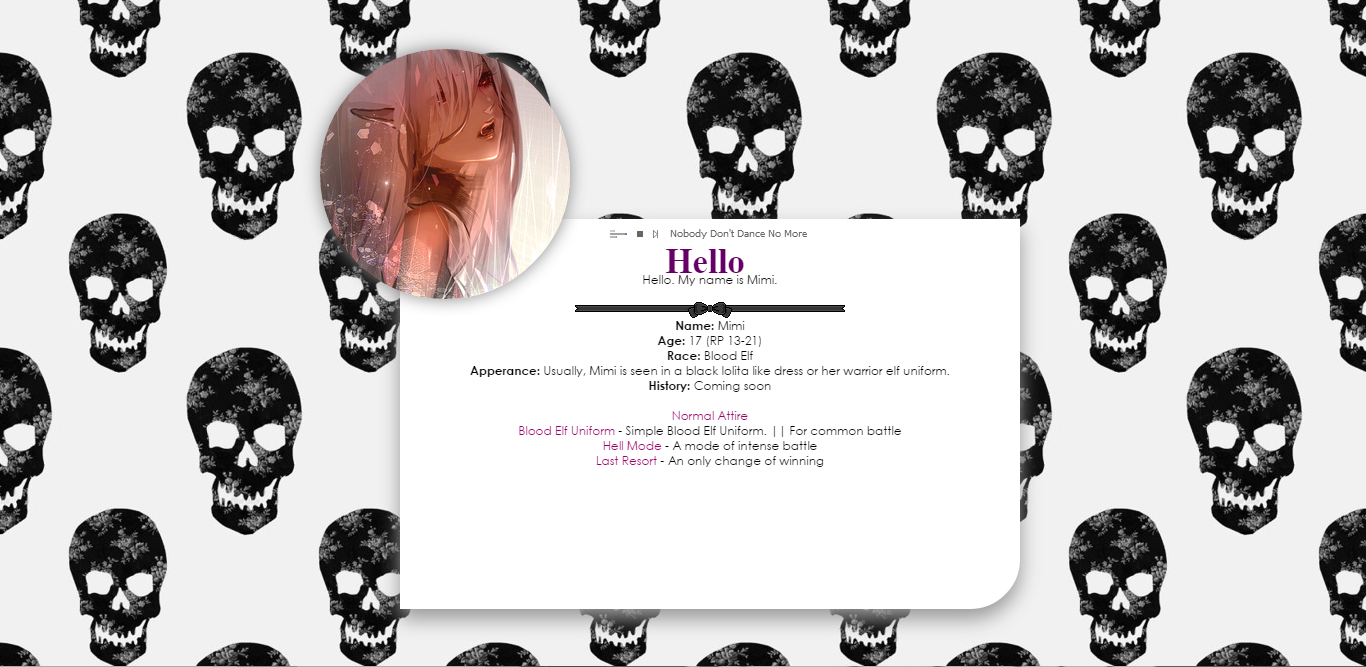 Nobody Don't Dance No More
Hello
Hello. My name is Mimi.
Name: Mimi
Age: 17 (RP 13-21)
Race: Blood Elf
Apperance: Usually, Mimi is seen in a black lolita like dress or her warrior elf uniform.
History: Coming soon
Normal Attire
Blood Elf Uniform - Simple Blood Elf Uniform. || For common battle
Hell Mode - A mode of intense battle
Last Resort - An only change of winning